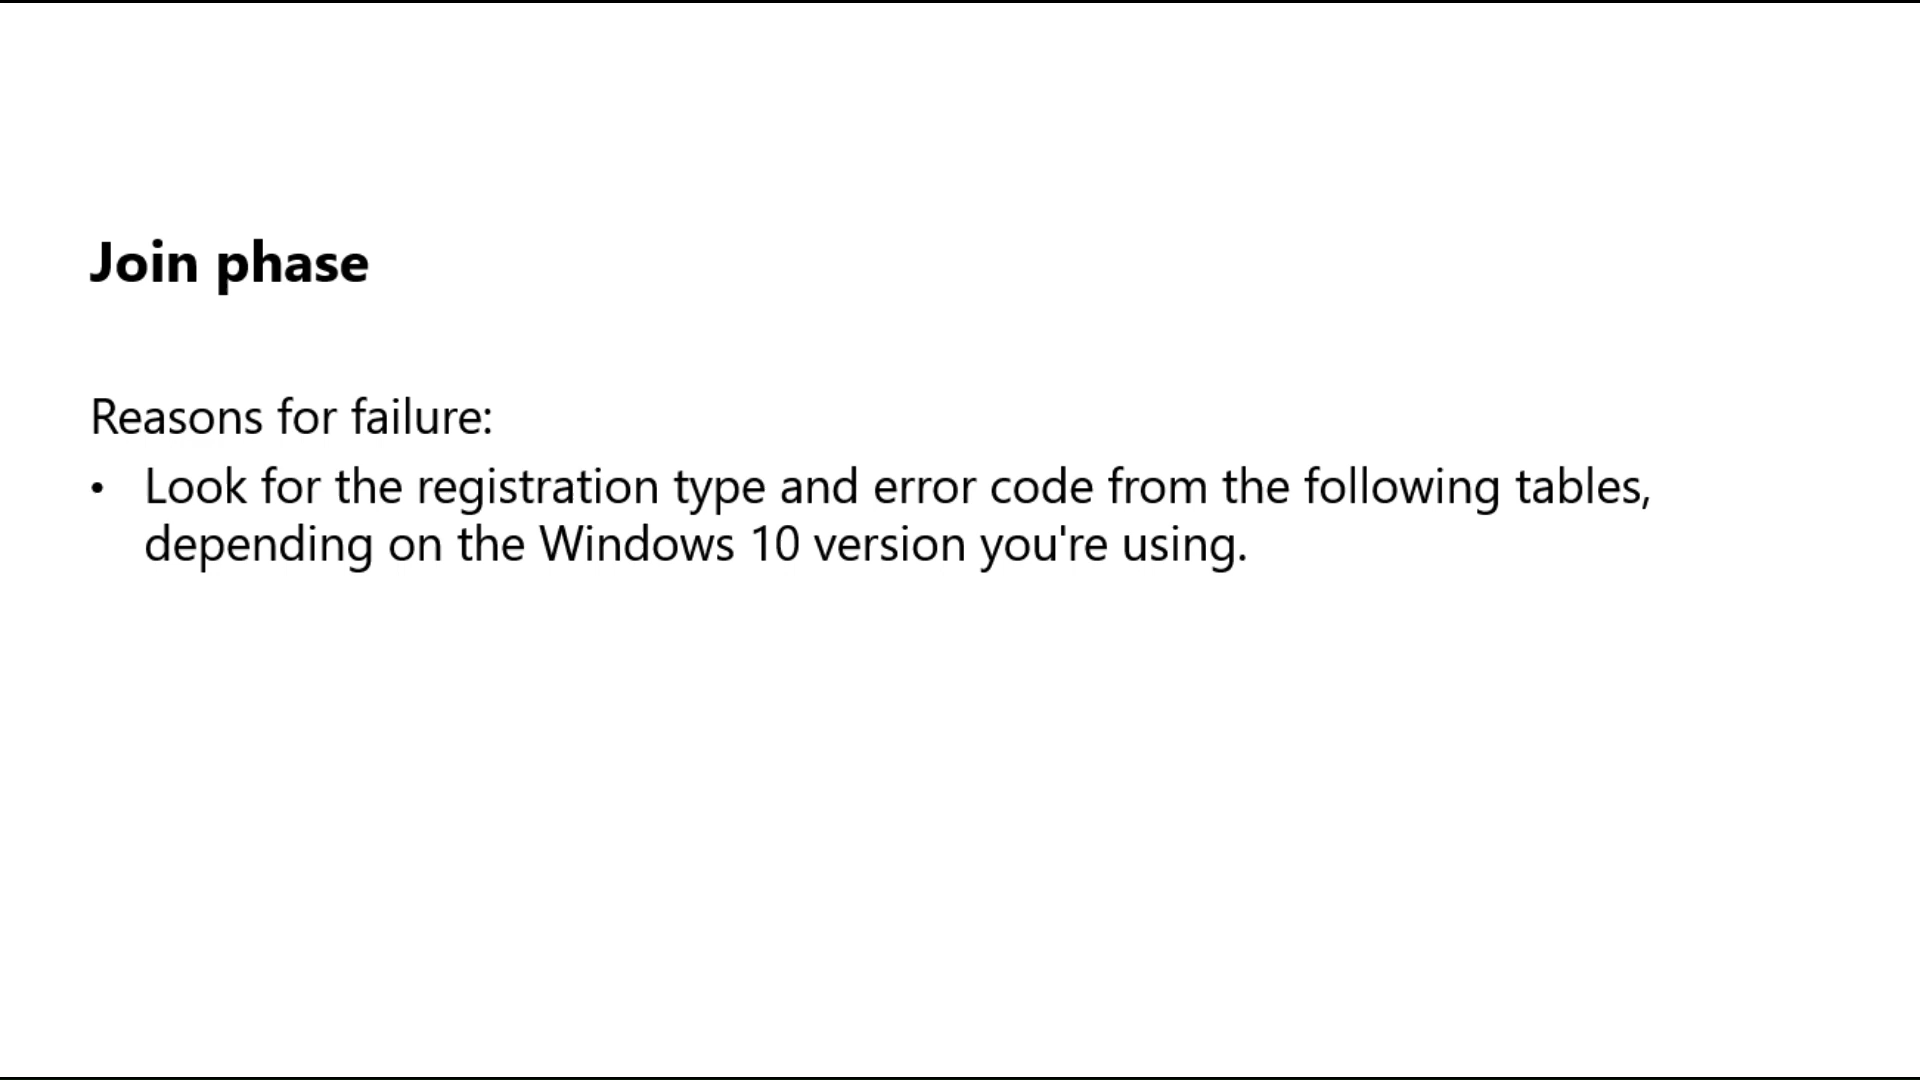 Join phase
Reasons for failure:
• Look for the registration type and error code from the following tables,
depending on the Windows 10 version you're using.